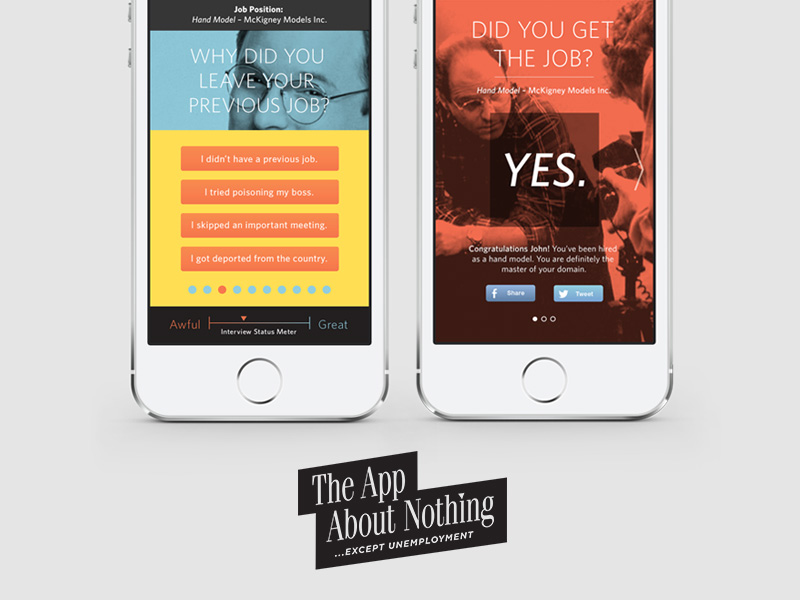 Job Position:
Hand Model – McKigney Models Inc.
WHY DID YOU
LEAVE YOUR
PREVIOUS JOB?
I didn't have a previous job.
I tried poisoning my boss.
I skipped an important meeting.
I got deported from the country.
Awful
Great
Interview Status Meter
DID YOU GET
THE JOB?
Hand Model – McKigney Models Inc.
YES.
Congratulations John! You've been hired
as a hand model. You are definitely the
master of your domain.
Share
Tweet
The App
About Nothing
...EXCEPT UNEMPLOYMENT